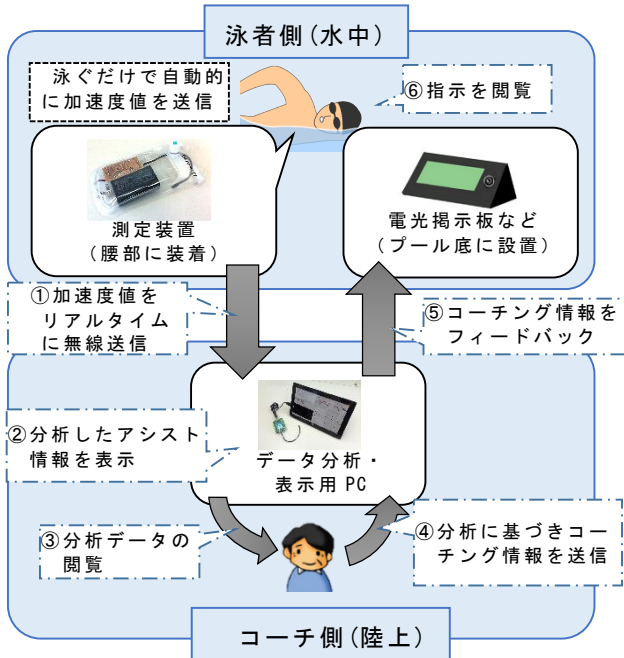 泳者側(水中)
泳ぐだけで自動的
に加速度値を送信
⑥指示を閲覧
測定装置
(腰部に装着)
電光掲示板など
(プール底に設置)
①加速度値を
リアルタイム
に無線送信
⑤コーチング情報を
フィードバック
②分析したアシスト
情報を表示
データ分析・
表示用 PC
③分析データの
閲覧
④分析に基づきコー
チング情報を送信
コーチ側(陸上)